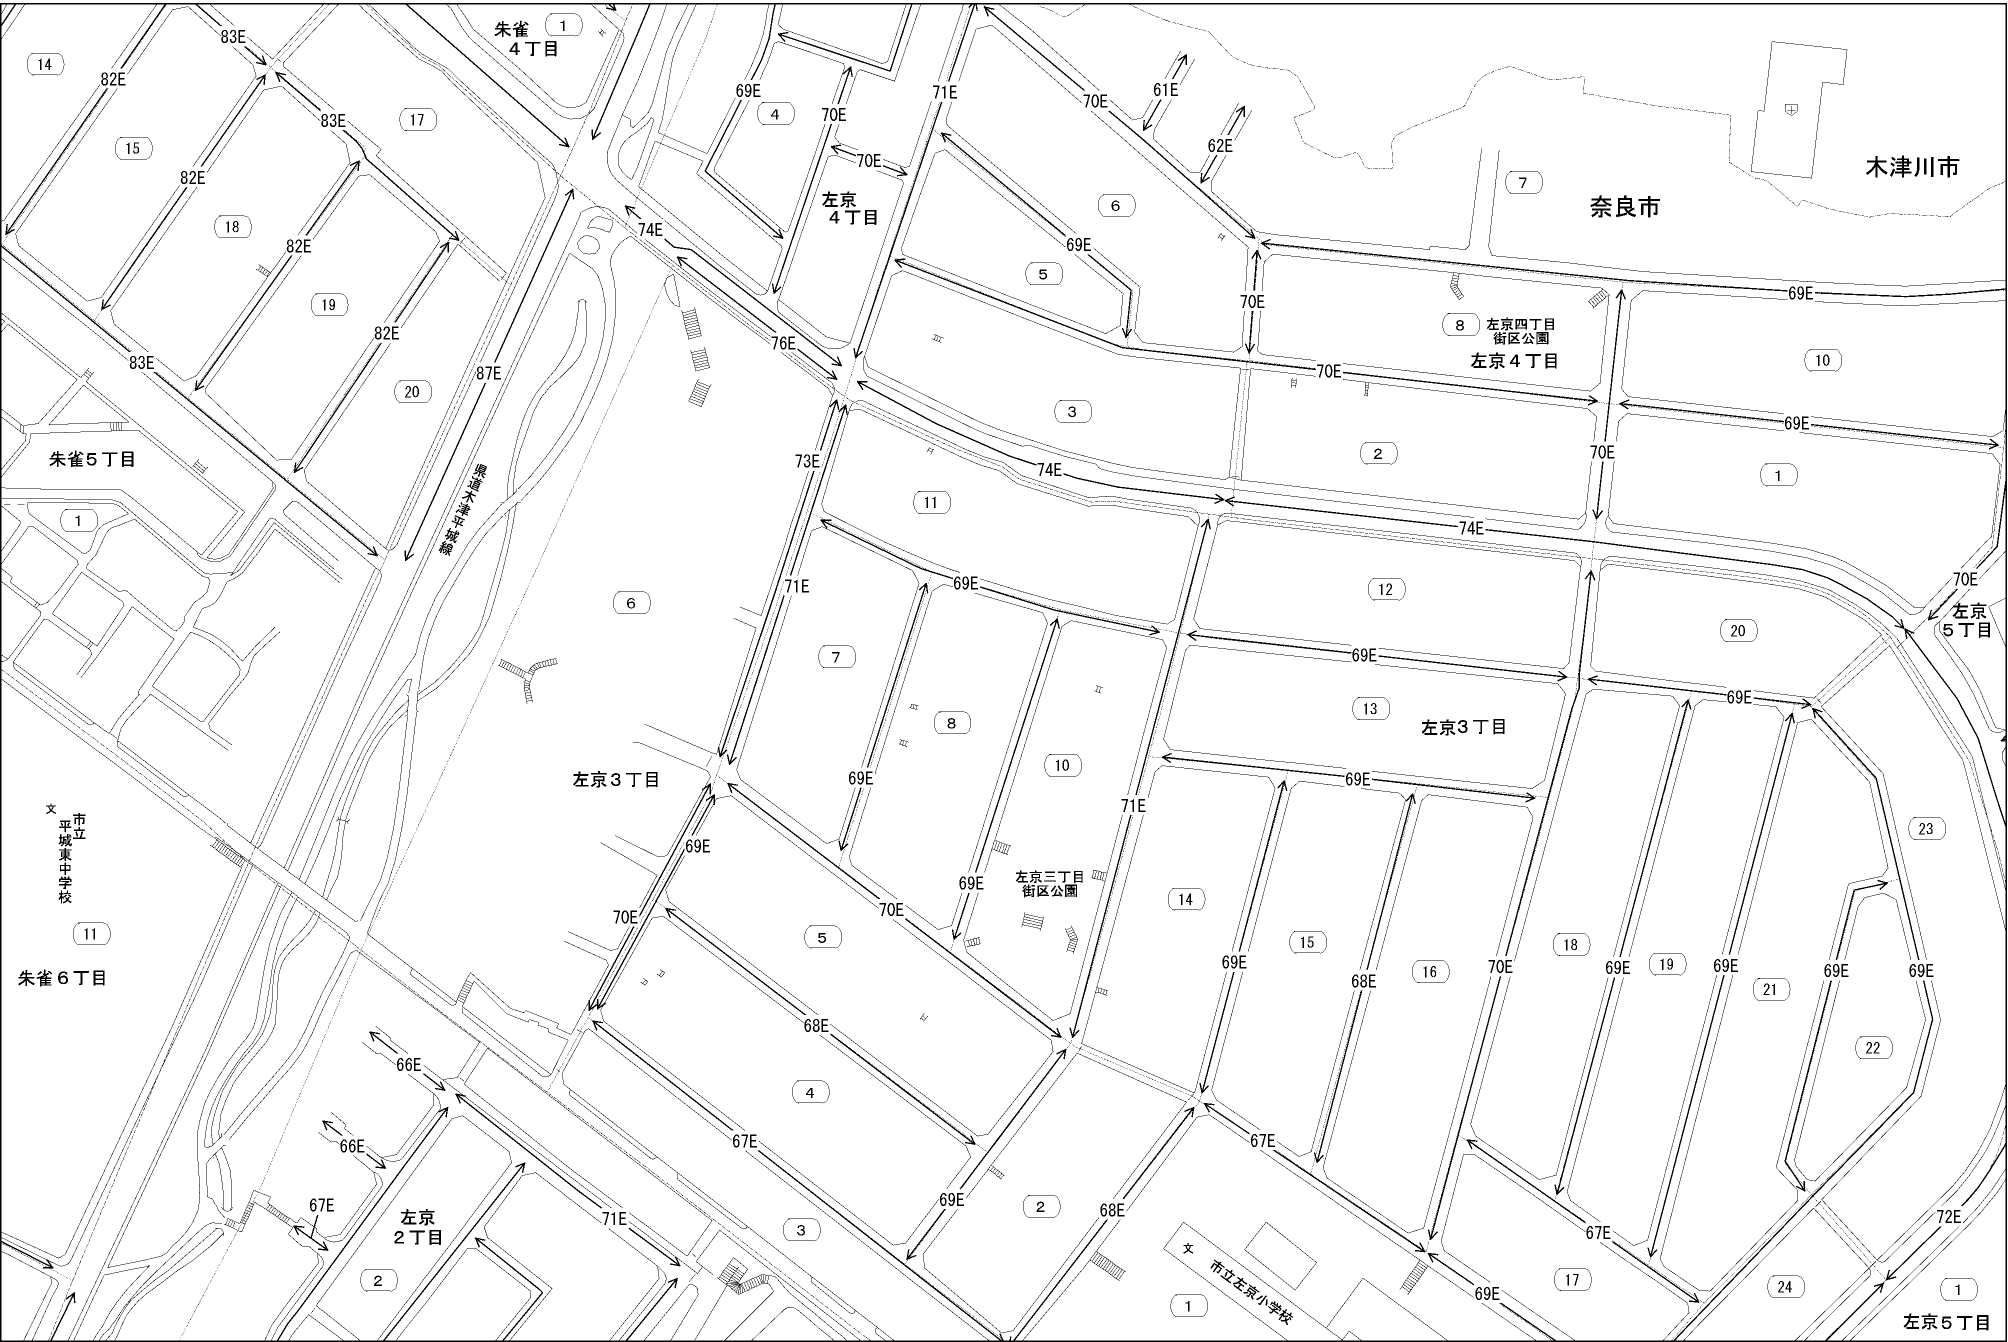 83E
14
82E
15
82E
83E
17
18
82E
19
82E
83E
20
朱雀
４丁目
1
87E
県道木津平城線
朱雀５丁目
1
69E
4
70E
70E
71E
左京
４丁目
74E
76E
70E
61E
62E
6
69E
5
7
奈良市
木津川市
70E
69E
8
左京四丁目
街区公園
左京４丁目
10
70E
3
69E
70E
2
1
74E
74E
70E
左京
５丁目
73E
11
71E
69E
6
7
8
69E
69E
10
左京３丁目
左京三丁目
街区公園
71E
12
69E
13
左京３丁目
69E
20
69E
23
69E
70E
70E
5
68E
4
67E
69E
14
69E
15
68E
16
70E
18
69E
19
69E
21
69E
69E
22
市立
平城東中学校
文
11
朱雀６丁目
66E
66E
67E
左京
２丁目
2
71E
3
69E
2
68E
67E
文
市立左京小学校
1
69E
17
67E
24
72E
1
左京５丁目